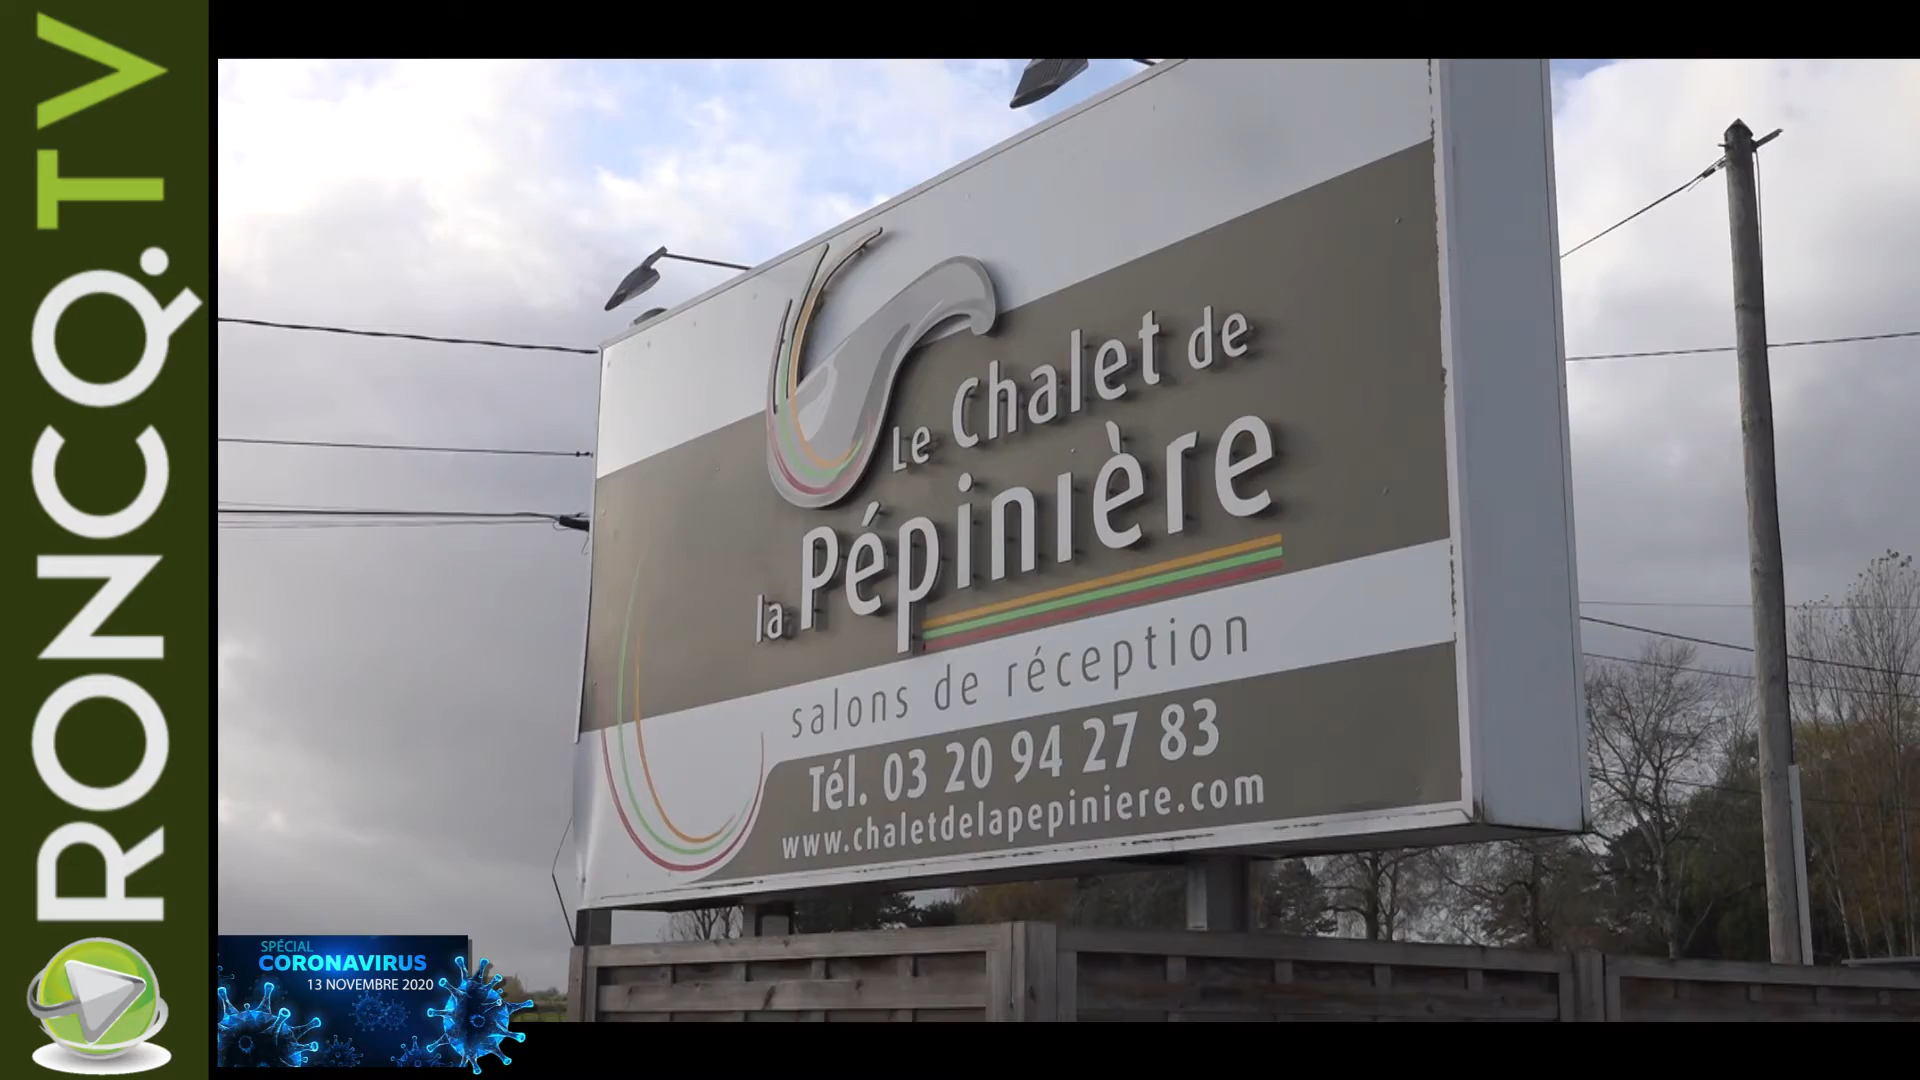 RONCQ.TV
Le Chalet de
la Pépinière
salons de réception
Tél. 03 20 94 27 83
www.chaletdelapepiniere.com
SPÉCIAL
CORONAVIRUS
13 NOVEMBRE 2020